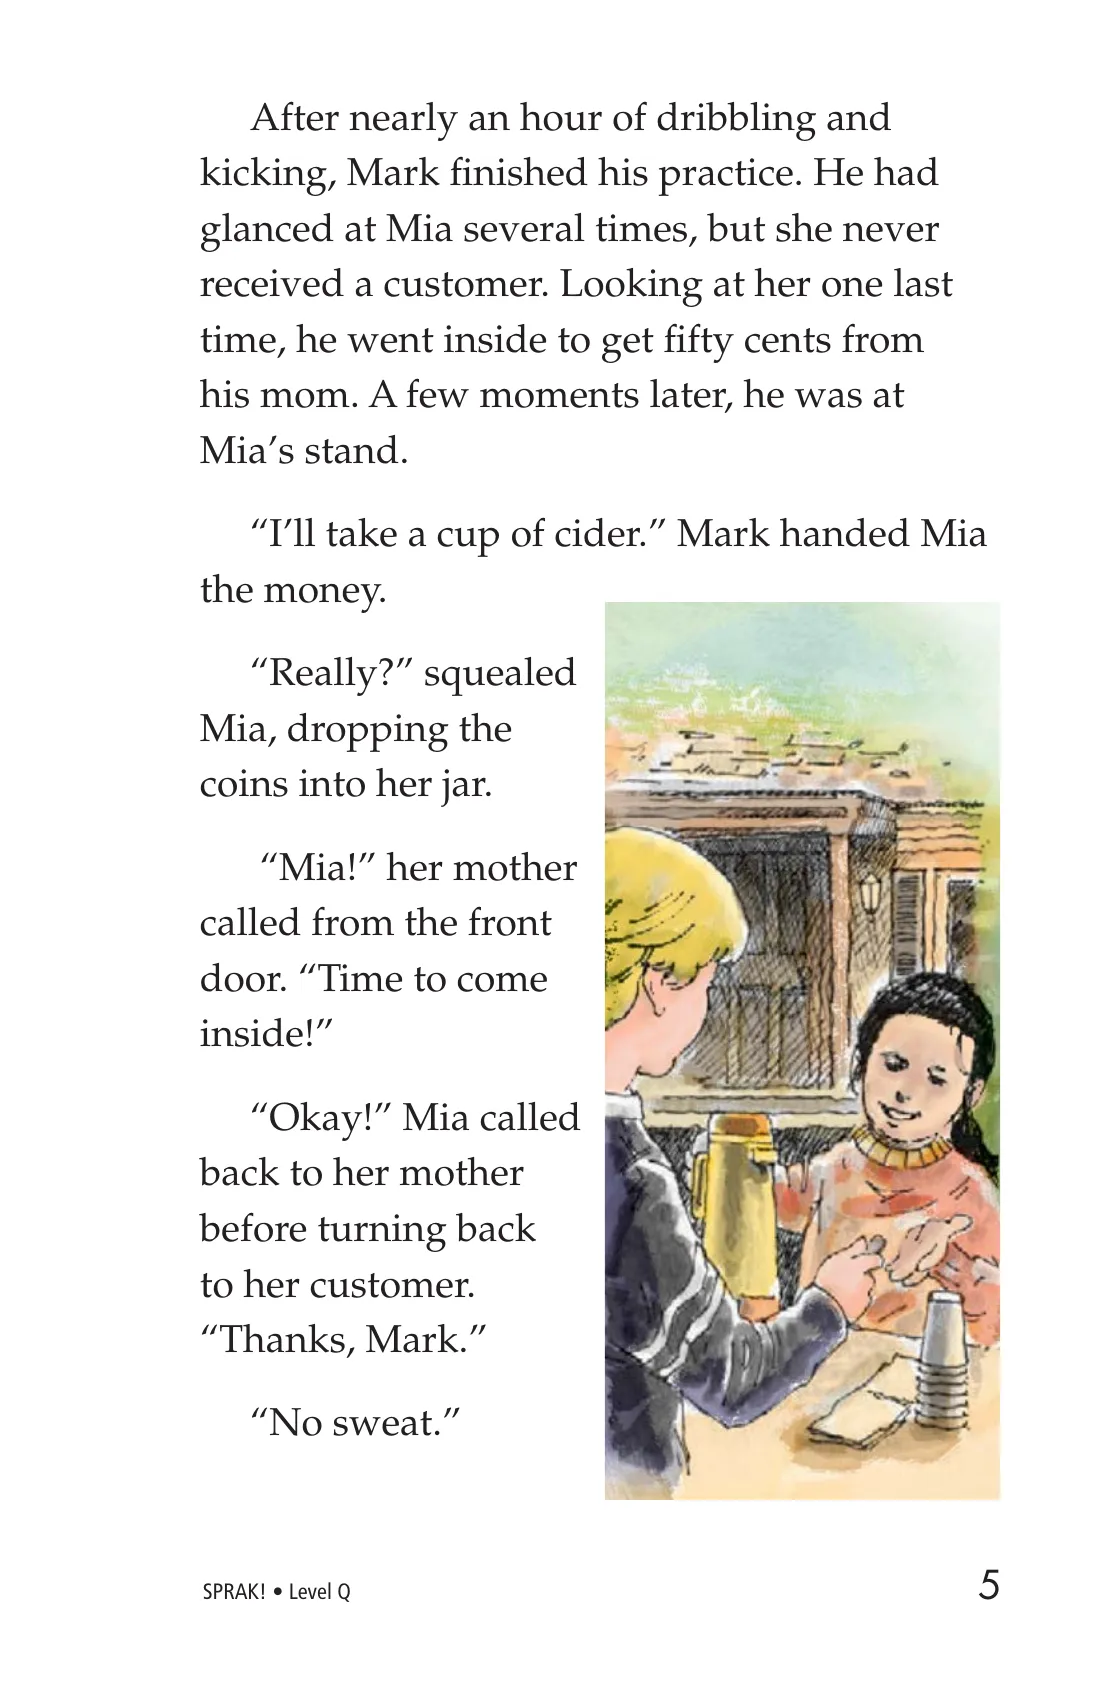 After nearly an hour of dribbling and
kicking, Mark finished his practice. He had
glanced at Mia several times, but she never
received a customer. Looking at her one last
time, he went inside to get fifty cents from
his mom. A few moments later, he was at
Mia’s stand.
“I’ll take a cup of cider.” Mark handed Mia
the money.
“Really?” squealed
Mia, dropping the
coins into her jar.
“Mia!” her mother
called from the front
door. “Time to come
inside!”
“Okay!” Mia called
back to her mother
before turning back
to her customer.
“Thanks, Mark.”
“No sweat.”
SPRAK! • Level Q
5